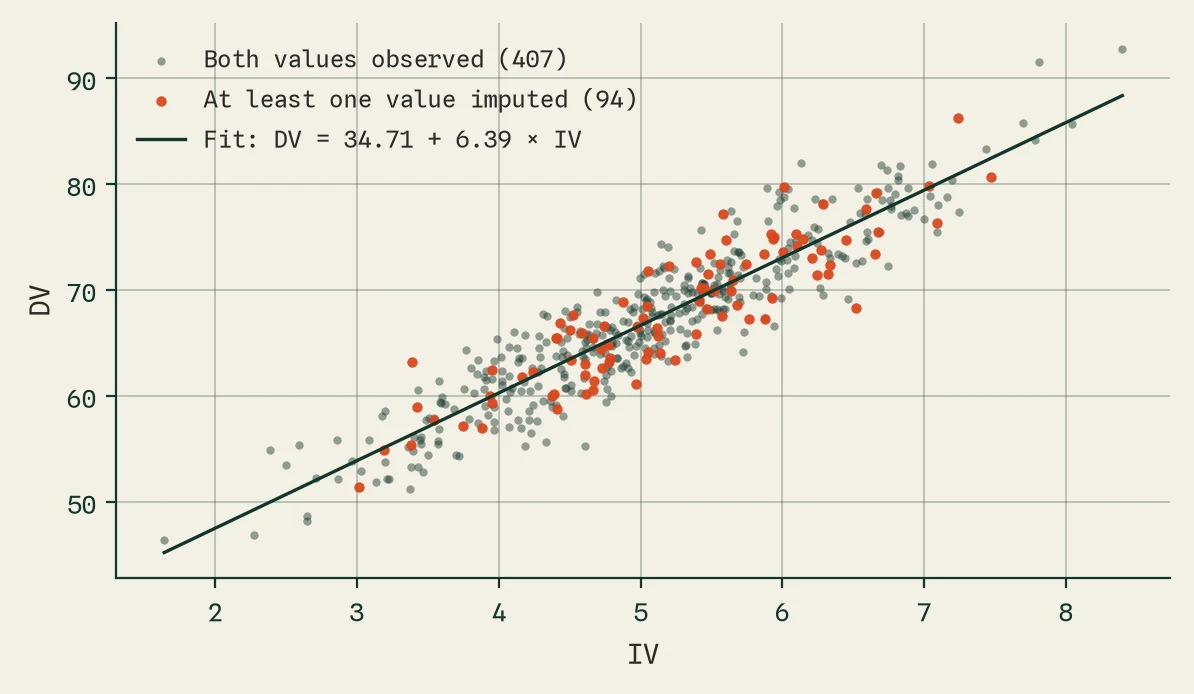 Both values observed (407)
At least one value imputed (94)
Fit: DV = 34.71 + 6.39 × IV
90
80
70
60
50
DV
2 3 4 5 6 7 8
IV